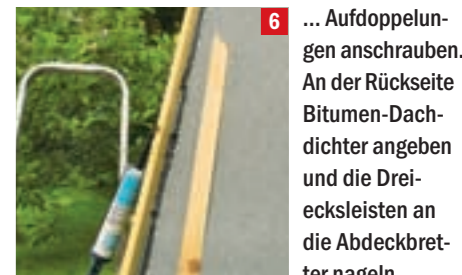 6
... Aufdoppelun-
gen anschrauben.
An der Rückseite
Bitumen-Dach-
dichter angeben
und die Drei-
ecksleisten an
die Abdeckbret-
ter nageln